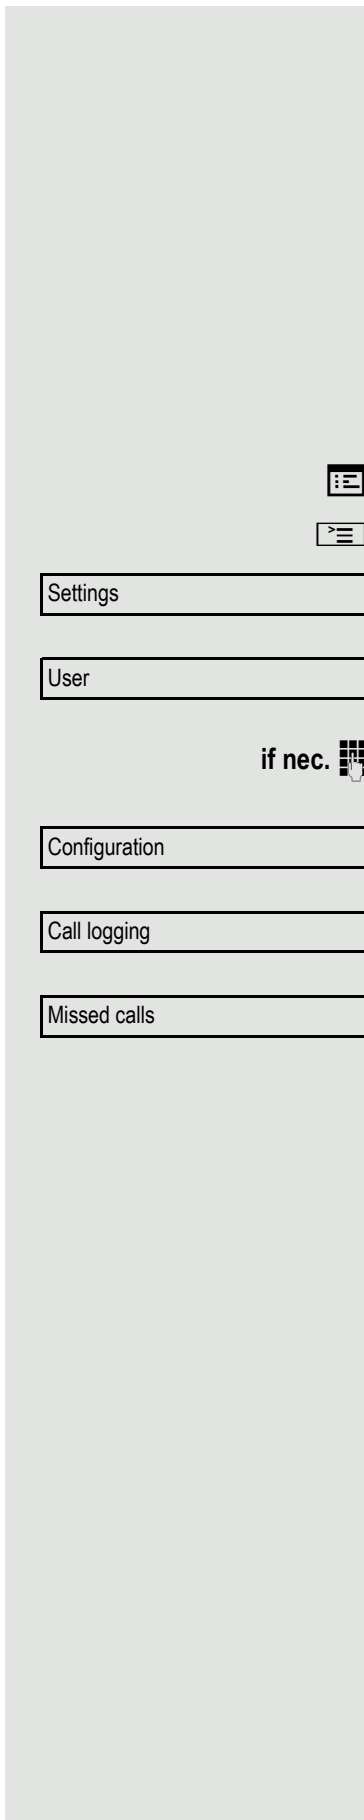 Settings
User
if nec.
Configuration
Call logging
Missed calls